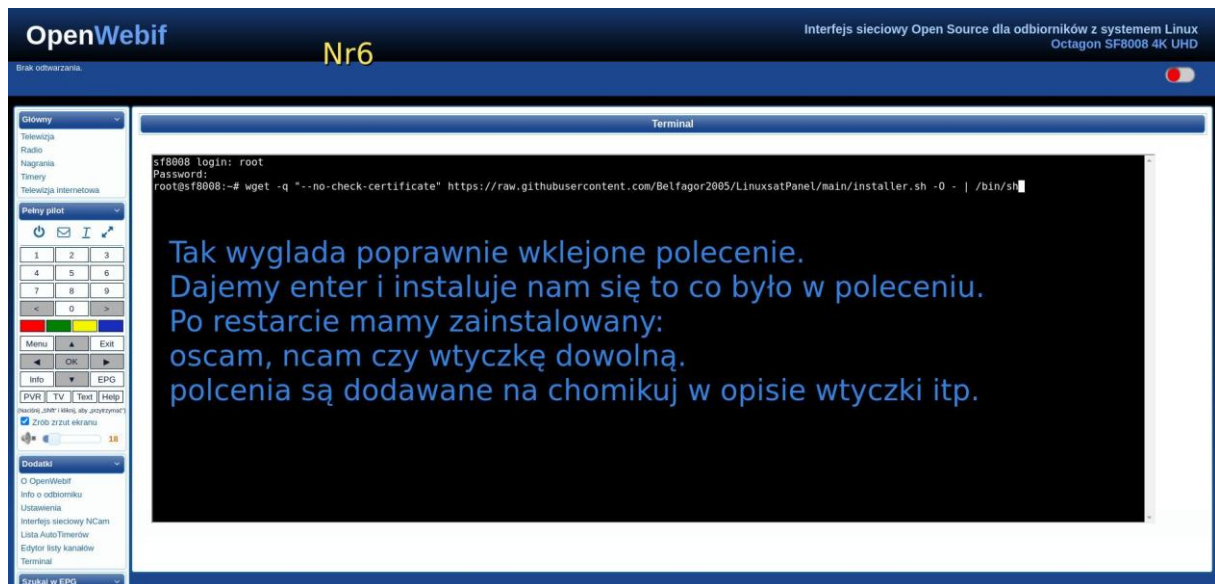 OpenWebif
Nr6
Interfejs sieciowy Open Source dla odbiorników z systemem Linux
Octagon SF8008 4K UHD
Brak odtwarzania.
Główny
Telewizja
Radio
Nagrania
Timery
Telewizja internetowa
Pełny pilot
1 2 3
4 5 6
7 8 9
< 0 >
Menu ▲ Exit
◀ OK ▶
Info ▼ EPG
PVR TV Text Help
(Naciśnij „Shift” i kliknij, aby „przytrzymać”)
Zrób zrzut ekranu
18
Dodatki
O OpenWebif
Info o odbiorniku
Ustawienia
Interfejs sieciowy NCam
Lista AutoTimerów
Edytor listy kanałów
Terminal
Szukaj w EPG
Terminal
sf8008 login: root
Password:
root@sf8008:~# wget -q "--no-check-certificate" https://raw.githubusercontent.com/Belfagor2005/LinuxsatPanel/main/installer.sh -O - | /bin/sh
Tak wyglada poprawnie wklejone polecenie.
Dajemy enter i instaluje nam się to co było w poleceniu.
Po restarcie mamy zainstalowany:
oscam, ncam czy wtyczkę dowolną.
polcenia są dodawane na chomikuj w opisie wtyczki itp.